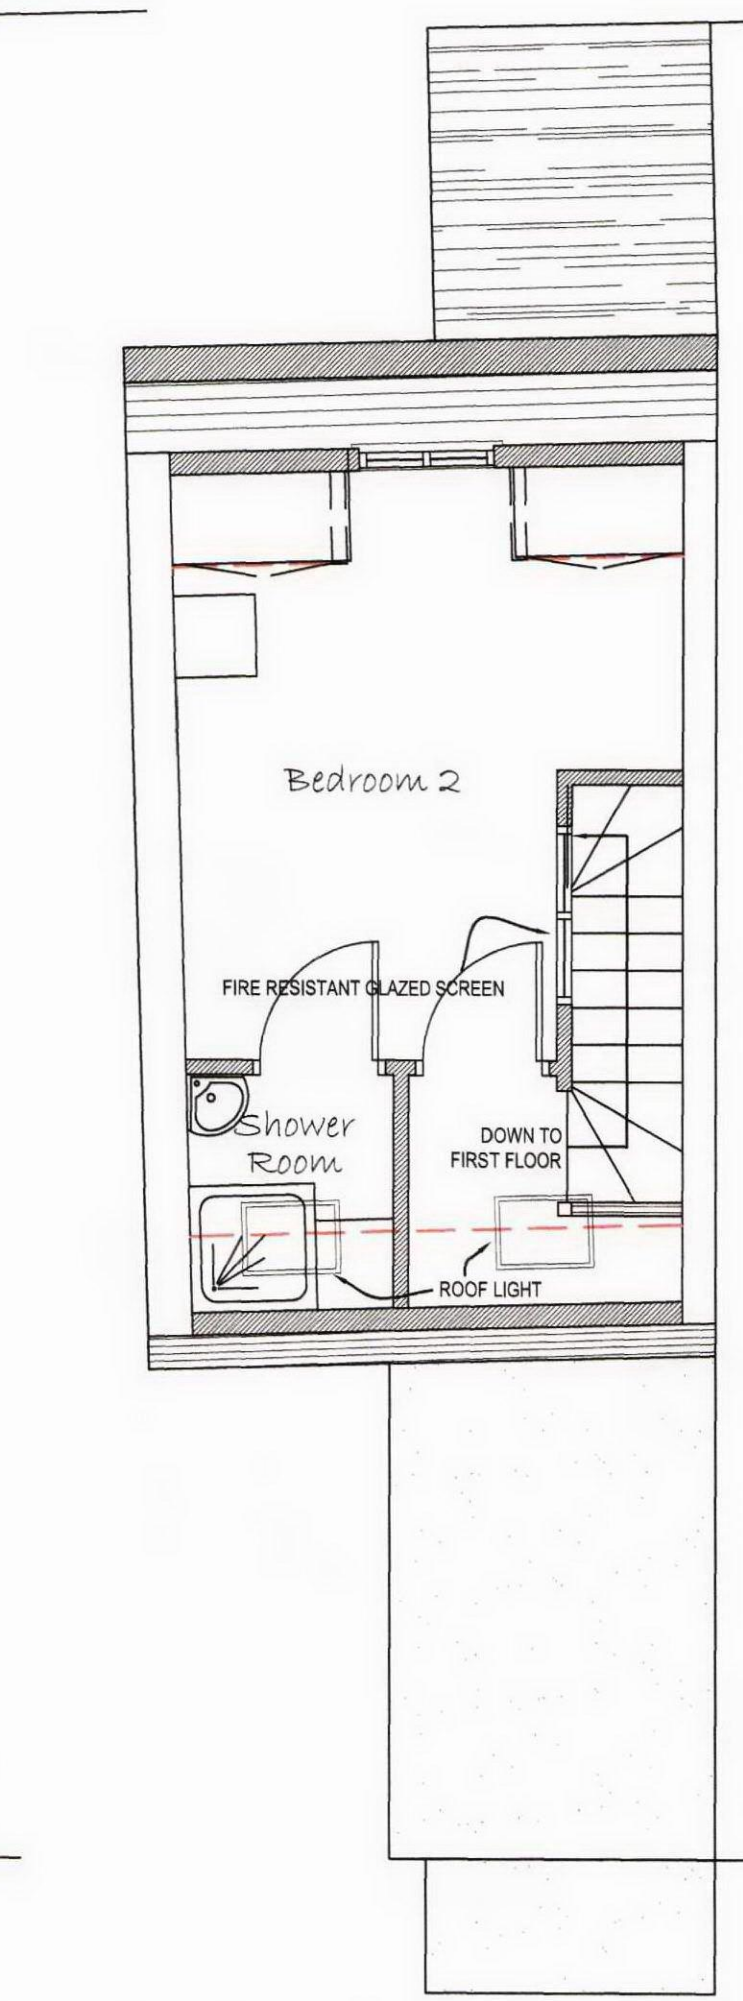 Bedroom 2
FIRE RESISTANT GLAZED SCREEN
Shower
Room
DOWN TO
FIRST FLOOR
ROOF LIGHT